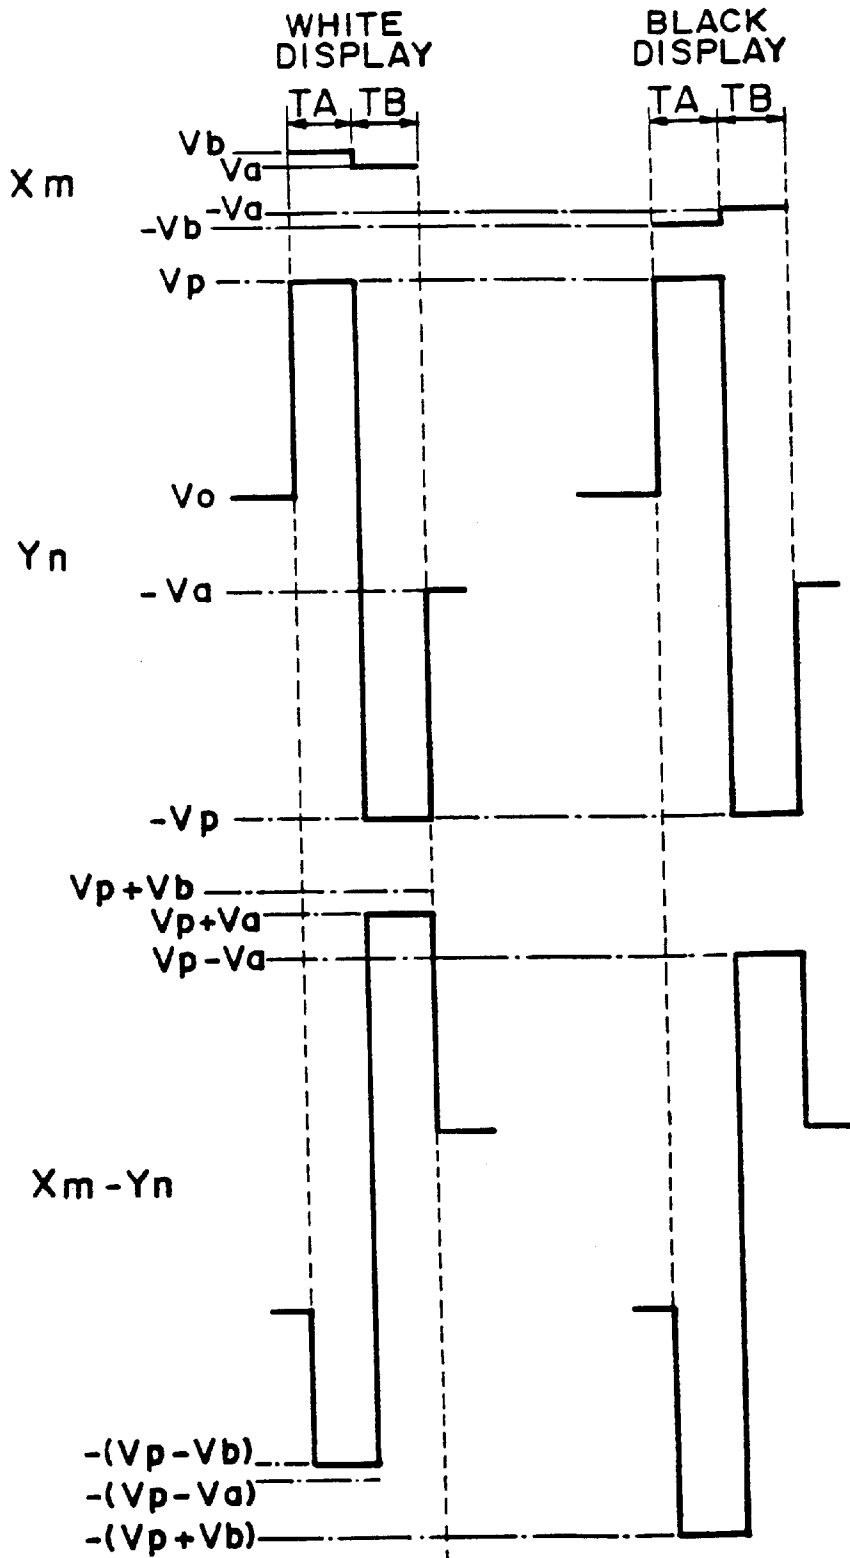 WHITE
DISPLAY
BLACK
DISPLAY
TA TB
TA TB
Vb
Va
Xm
-Va
-Vb
Vp
Vo
Yn
-Va
-Vp
Vp+Vb
Vp+Va
Vp-Va
Xm-Yn
-(Vp-Vb)
-(Vp-Va)
-(Vp+Vb)